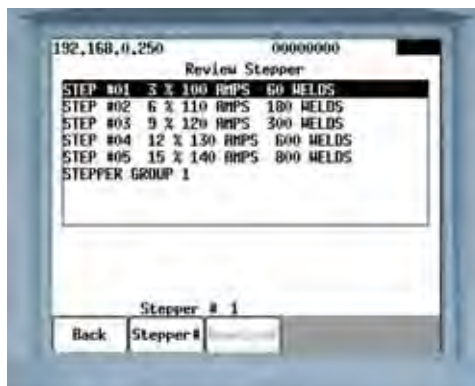 192.168.0.250 00000000
Review Stepper
STEP #01 3 % 100 AMPS 60 WELDS
STEP #02 6 % 110 AMPS 180 WELDS
STEP #03 9 % 120 AMPS 300 WELDS
STEP #04 12 % 130 AMPS 600 WELDS
STEP #05 15 % 140 AMPS 800 WELDS
STEPPER GROUP 1
Stepper # 1
Back Stepper#